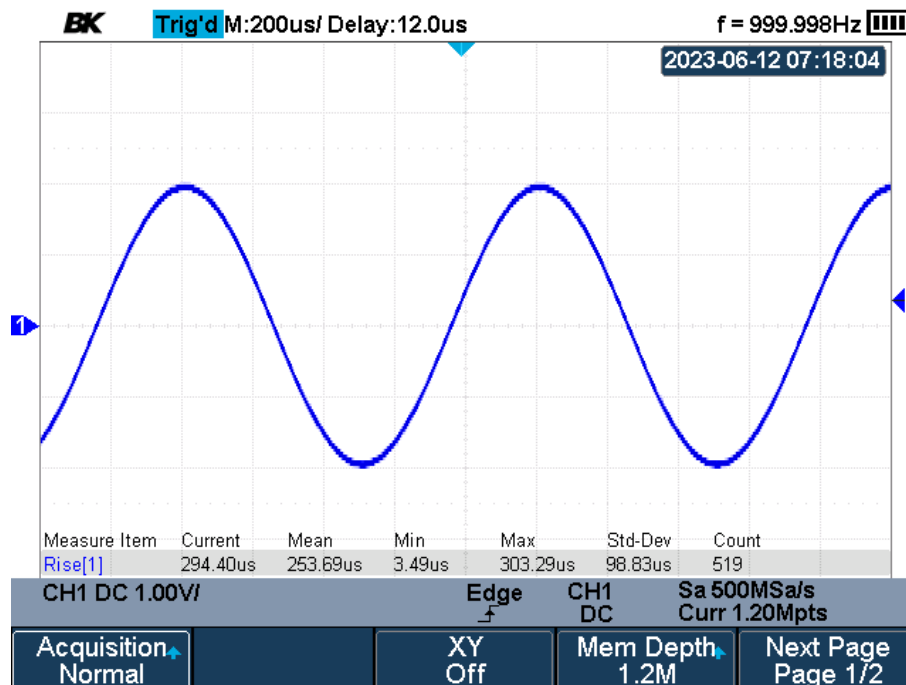 BK Trig'd M:200us/ Delay:12.0us f = 999.998Hz
2023-06-12 07:18:04
1
Measure Item Current Mean Min Max Std-Dev Count
Rise[1] 294.40us 253.69us 3.49us 303.29us 98.83us 519
CH1 DC 1.00V/ Edge CH1 Sa 500MSa/s
DC Curr 1.20Mpts
Acquisition XY Mem Depth Next Page
Normal Off 1.2M Page 1/2